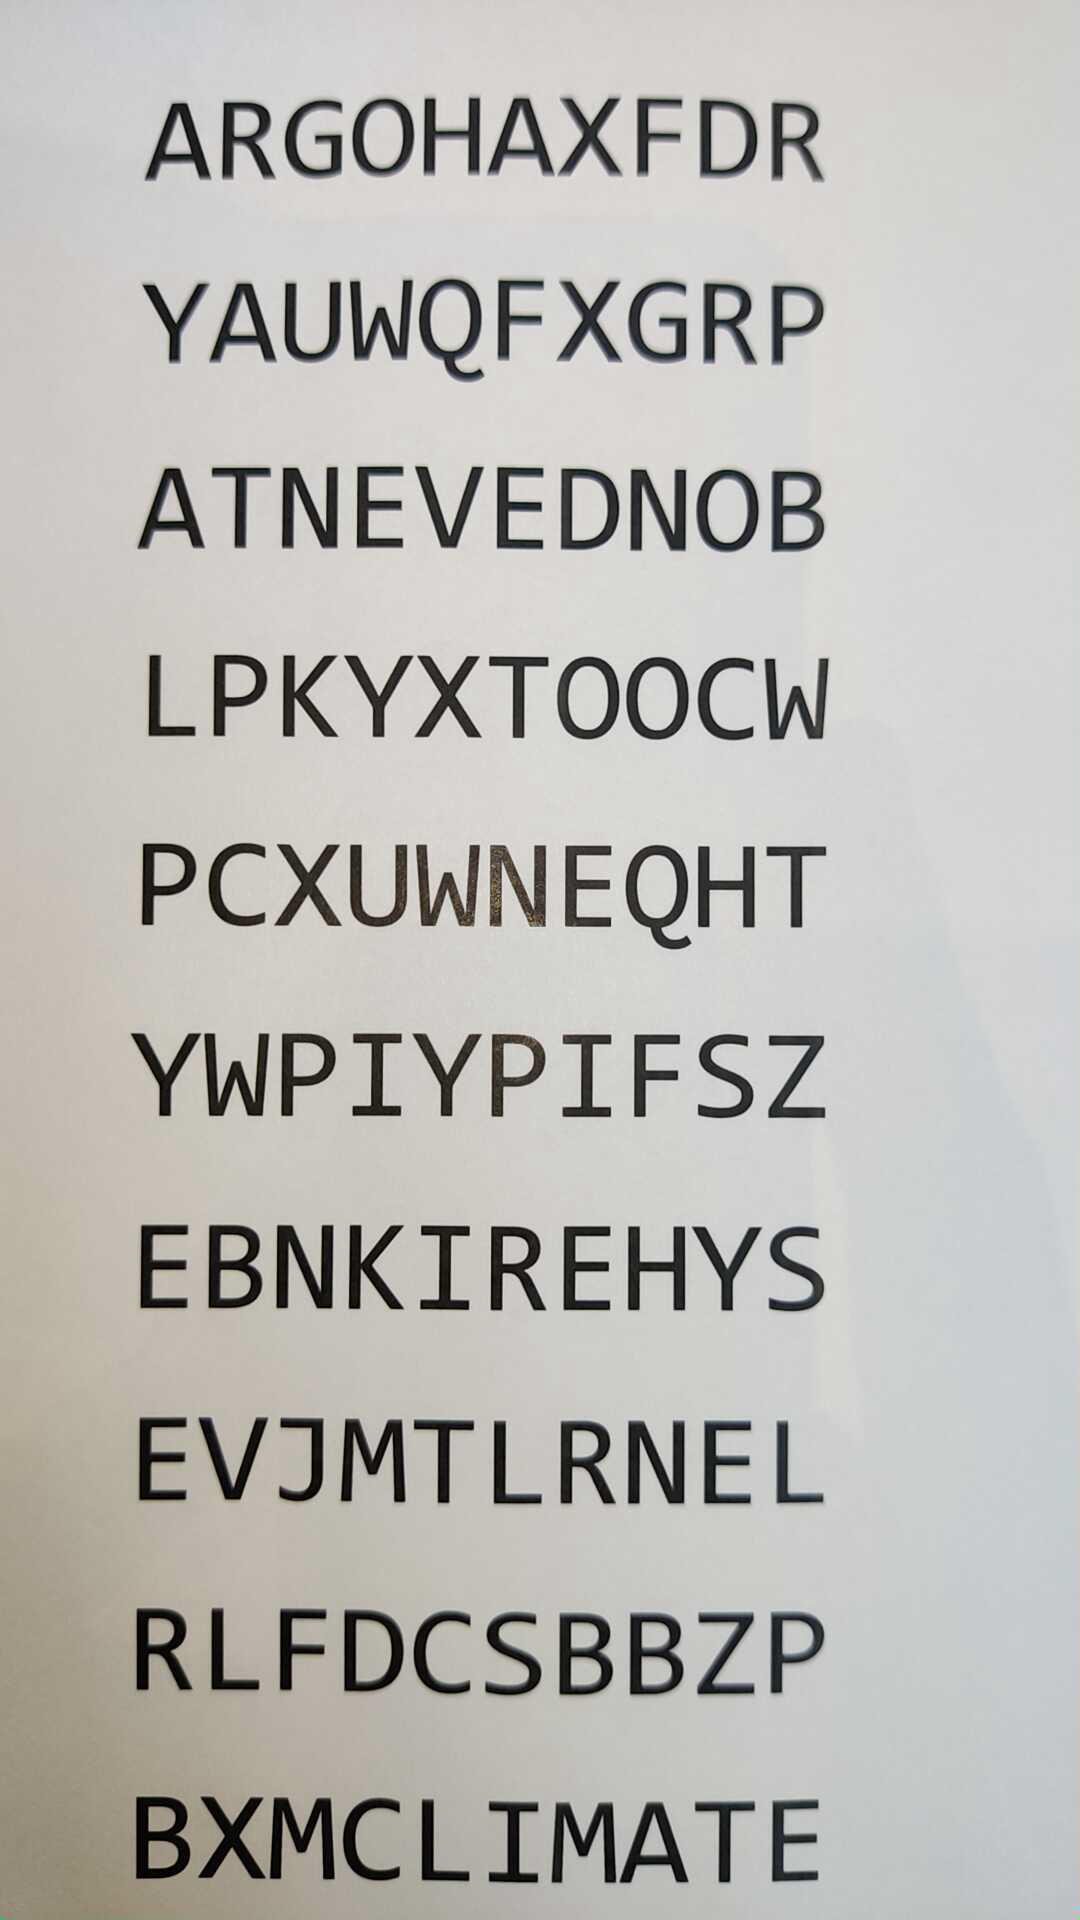 ARGOHAXFDR
YAUWQFXGRP
ATNEVEDNOB
LPKYXTOOCW
PCXUWNEQHT
YWPIYPIFSZ
EBNKIREHYS
EVJMTLRNEL
RLFDCSBBZP
BXMCLIMATE